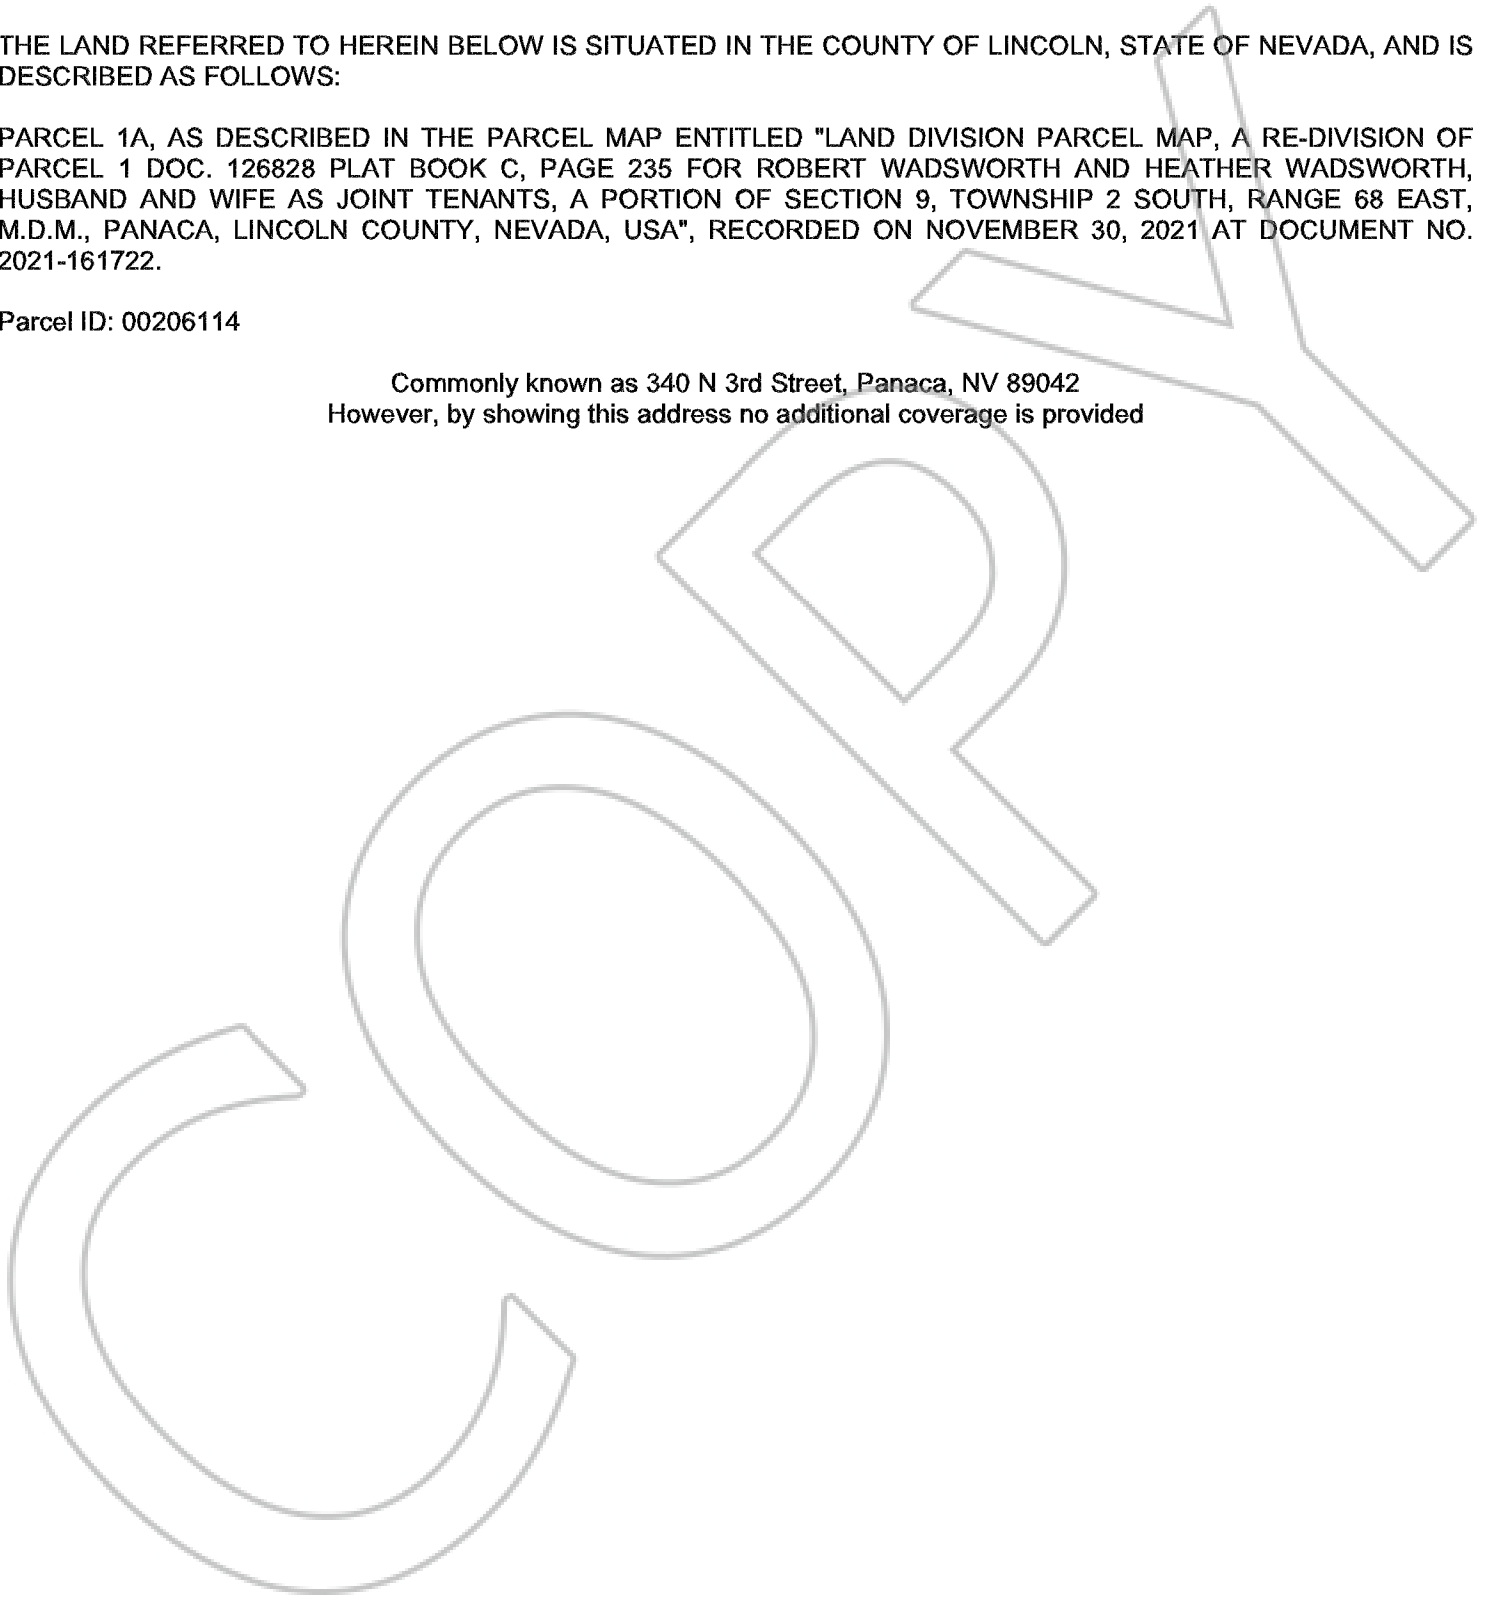 THE LAND REFERRED TO HEREIN BELOW IS SITUATED IN THE COUNTY OF LINCOLN, STATE OF NEVADA, AND IS
DESCRIBED AS FOLLOWS:
PARCEL 1A, AS DESCRIBED IN THE PARCEL MAP ENTITLED "LAND DIVISION PARCEL MAP, A RE-DIVISION OF
PARCEL 1 DOC. 126828 PLAT BOOK C, PAGE 235 FOR ROBERT WADSWORTH AND HEATHER WADSWORTH,
HUSBAND AND WIFE AS JOINT TENANTS, A PORTION OF SECTION 9, TOWNSHIP 2 SOUTH, RANGE 68 EAST,
M.D.M., PANACA, LINCOLN COUNTY, NEVADA, USA", RECORDED ON NOVEMBER 30, 2021 AT DOCUMENT NO.
2021-161722.
Parcel ID: 00206114
Commonly known as 340 N 3rd Street, Panaca, NV 89042
However, by showing this address no additional coverage is provided
COPY